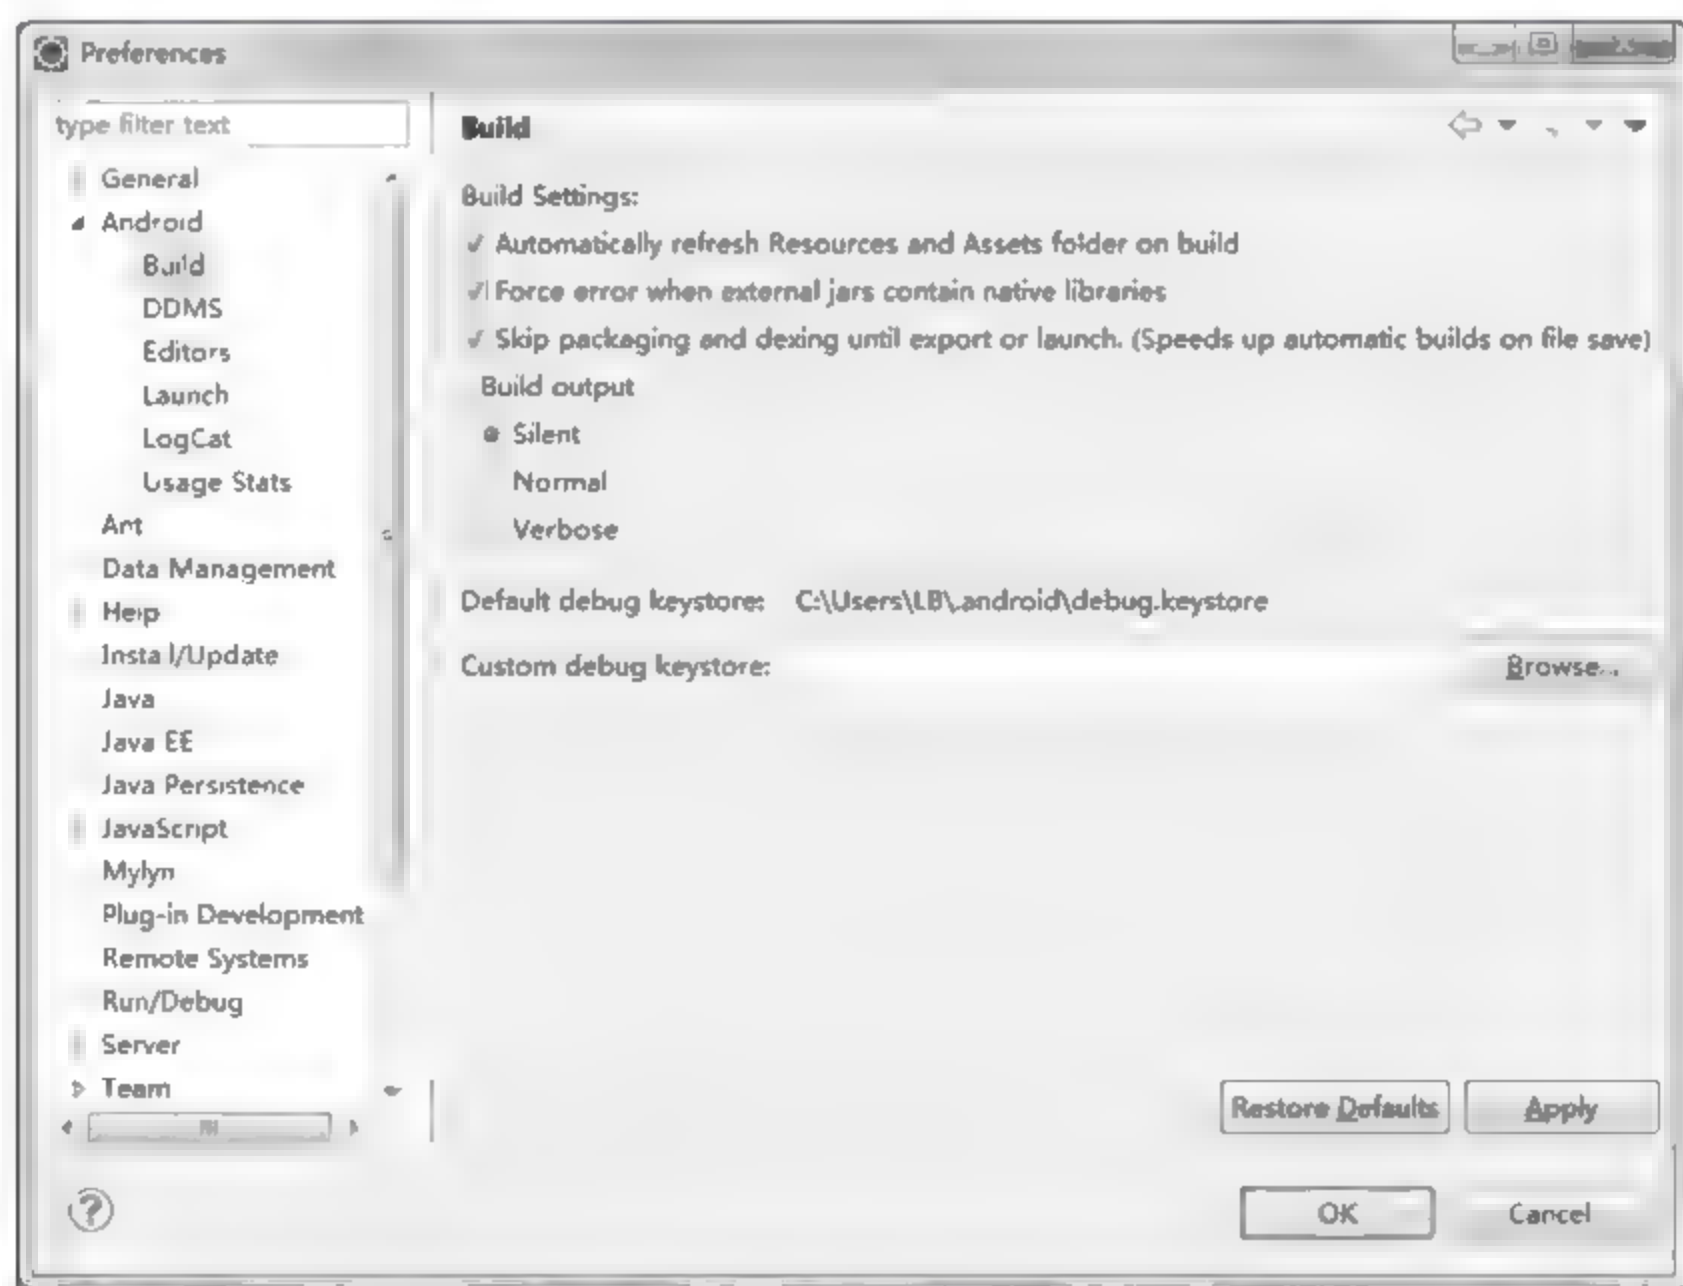 Preferences
type filter text
General
Android
Build
DDMS
Editors
Launch
LogCat
Usage Stats
Ant
Data Management
Help
Install/Update
Java
Java EE
Java Persistence
JavaScript
Mylyn
Plug-in Development
Remote Systems
Run/Debug
Server
Team
Build
Build Settings:
Automatically refresh Resources and Assets folder on build
Force error when external jars contain native libraries
Skip packaging and dexing until export or launch. (Speeds up automatic builds on file save)
Build output
Silent
Normal
Verbose
Default debug keystore: C:\Users\LB\.android\debug.keystore
Custom debug keystore: Browse...
Restore Defaults Apply
OK Cancel